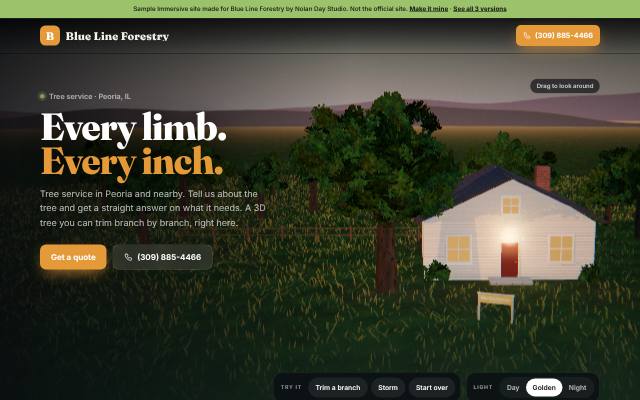 Sample Immersive site made for Blue Line Forestry by Nolan Day Studio. Not the official site. Make it mine · See all 3 versions
B Blue Line Forestry
(309) 885-4466
Drag to look around
Tree service · Peoria, IL
Every limb.
Every inch.
Tree service in Peoria and nearby. Tell us about the
tree and get a straight answer on what it needs. A 3D
tree you can trim branch by branch, right here.
Get a quote
(309) 885-4466
TRY IT Trim a branch Storm Start over
LIGHT Day Golden Night